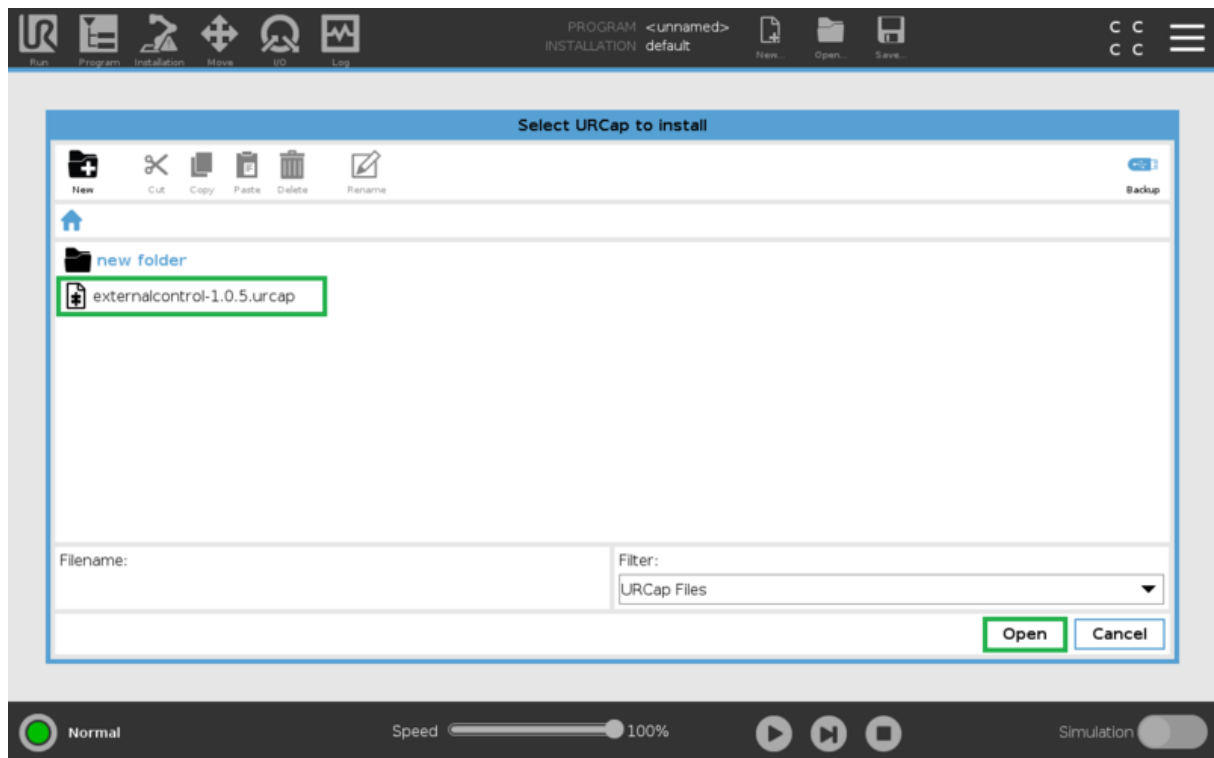 PROGRAM <unnamed>
INSTALLATION default
Run Program Installation Move I/O Log New... Open... Save...
C C
C C
Select URCap to install
New Cut Copy Paste Delete Rename Backup
new folder
externalcontrol-1.0.5.urcap
Filename:
Filter:
URCap Files
Open Cancel
Normal Speed 100% Simulation